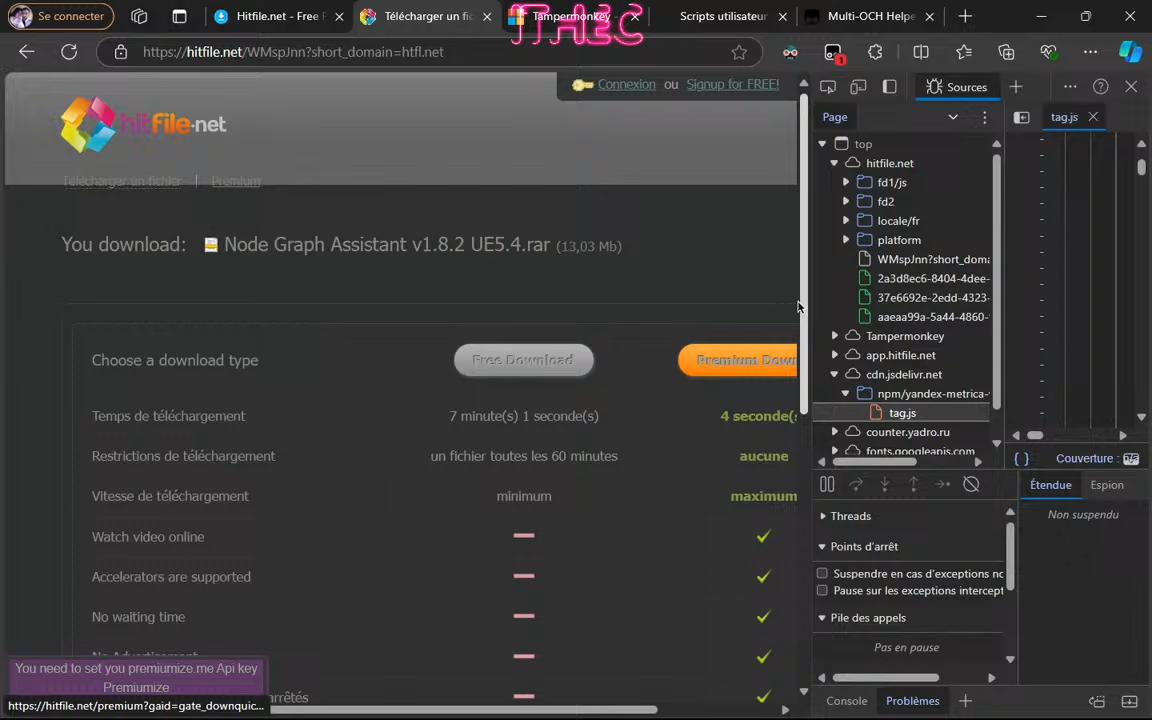 Se connecter
Hitfile.net - Free F
Télécharger un fic
Tampermonkey
Scripts utilisateur
Multi-OCH Helpe
https://hitfile.net/WMspJnn?short_domain=htfl.net
1
Connexion ou Signup for FREE!
hitfile.net
Télécharger un fichier | Premium
You download: Node Graph Assistant v1.8.2 UE5.4.rar (13,03 Mb)
Choose a download type
Free Download
Premium Down
Temps de téléchargement
7 minute(s) 1 seconde(s)
4 seconde(s
Restrictions de téléchargement
un fichier toutes les 60 minutes
aucune
Vitesse de téléchargement
minimum
maximum
Watch video online
Accelerators are supported
No waiting time
You need to set you premiumize.me Api key
Premiumize
arrêtés
https://hitfile.net/premium?gaid=gate_downquic...
Sources
Page
top
hitfile.net
fd1/js
fd2
locale/fr
platform
WMspJnn?short_doma
2a3d8ec6-8404-4dee-
37e6692e-2edd-4323-
aaeaa99a-5a44-4860-
Tampermonkey
app.hitfile.net
cdn.jsdelivr.net
npm/yandex-metrica-
tag.js
counter.yadro.ru
fonts.googleapis.com
tag.js
{ } Couverture :
Threads
Points d'arrêt
Suspendre en cas d'exceptions no
Pause sur les exceptions intercept
Pile des appels
Pas en pause
Étendue
Espion
Non suspendu
Console
Problèmes